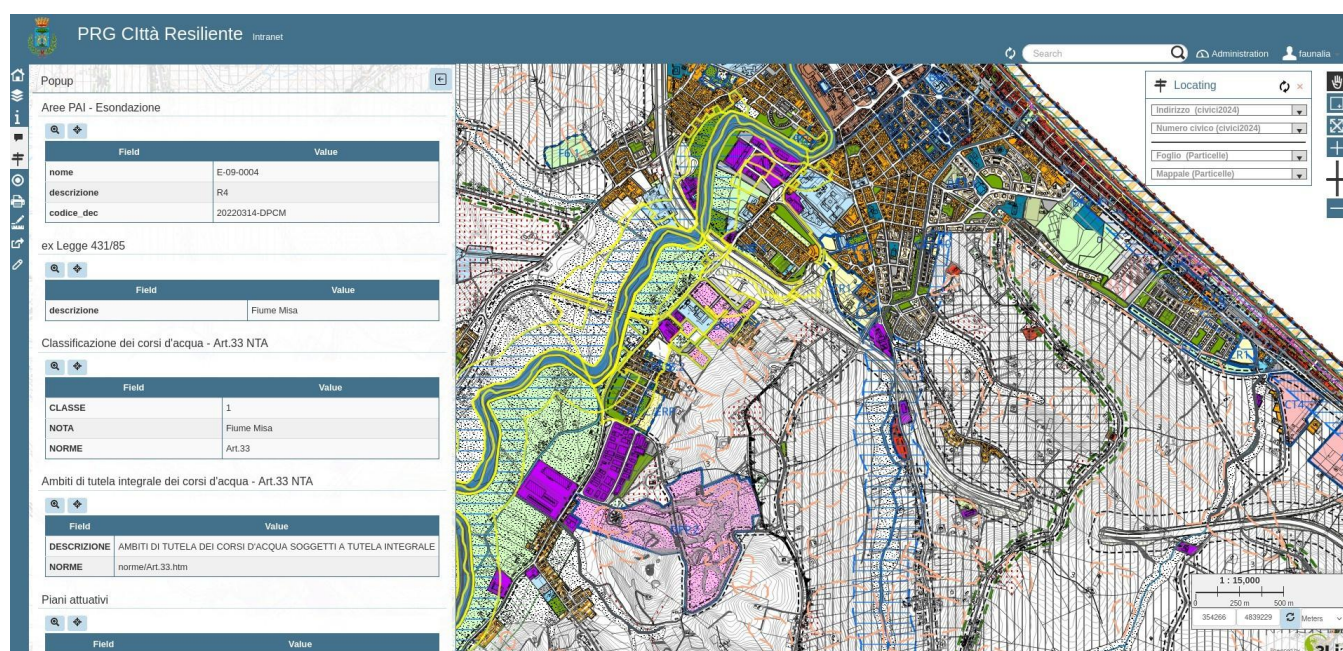 PRG CIttà Resiliente Intranet
Search
Administration
faunalia
Popup
Aree PAI - Esondazione
Field Value
nome E-09-0004
descrizione R4
codice_dec 20220314-DPCM
ex Legge 431/85
Field Value
descrizione Fiume Misa
Classificazione dei corsi d'acqua - Art.33 NTA
Field Value
CLASSE 1
NOTA Fiume Misa
NORME Art.33
Ambiti di tutela integrale dei corsi d'acqua - Art.33 NTA
Field Value
DESCRIZIONE AMBITI DI TUTELA DEI CORSI D'ACQUA SOGGETTI A TUTELA INTEGRALE
NORME norme/Art.33.htm
Piani attuativi
Field Value
Locating
Indirizzo (civici2024)
Numero civico (civici2024)
Foglio (Particelle)
Mappale (Particelle)
1 : 15,000
0 250 m 500 m
354266 4839229 Meters